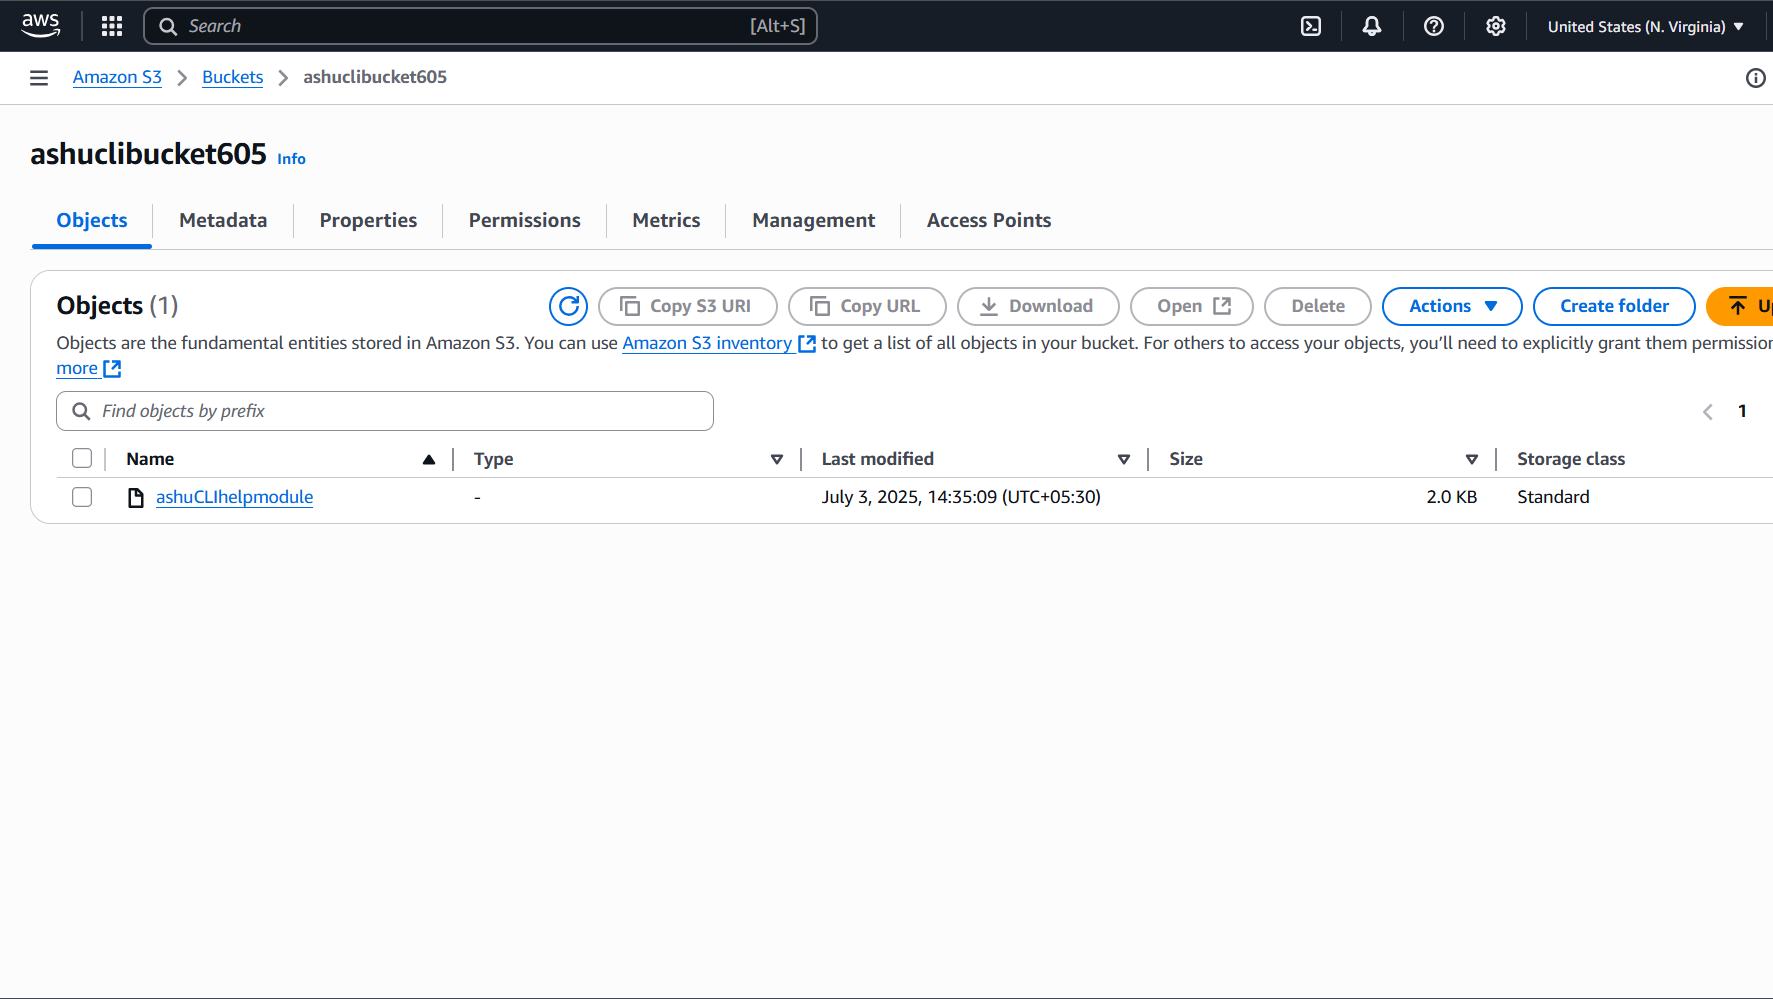 aws Search [Alt+S] United States (N. Virginia)
Amazon S3 Buckets ashuclibucket605
ashuclibucket605 Info
Objects Metadata Properties Permissions Metrics Management Access Points
Objects (1) Copy S3 URI Copy URL Download Open Delete Actions Create folder
Objects are the fundamental entities stored in Amazon S3. You can use Amazon S3 inventory to get a list of all objects in your bucket. For others to access your objects, you’ll need to explicitly grant them
more
Find objects by prefix 1
Name Type Last modified Size Storage class
ashuCLIhelpmodule - July 3, 2025, 14:35:09 (UTC+05:30) 2.0 KB Standard